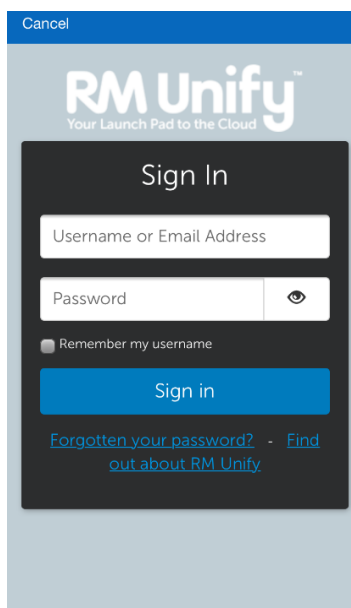 Cancel
RM Unify™
Your Launch Pad to the Cloud
Sign In
Username or Email Address
Password
Remember my username
Sign in
Forgotten your password? - Find
out about RM Unify